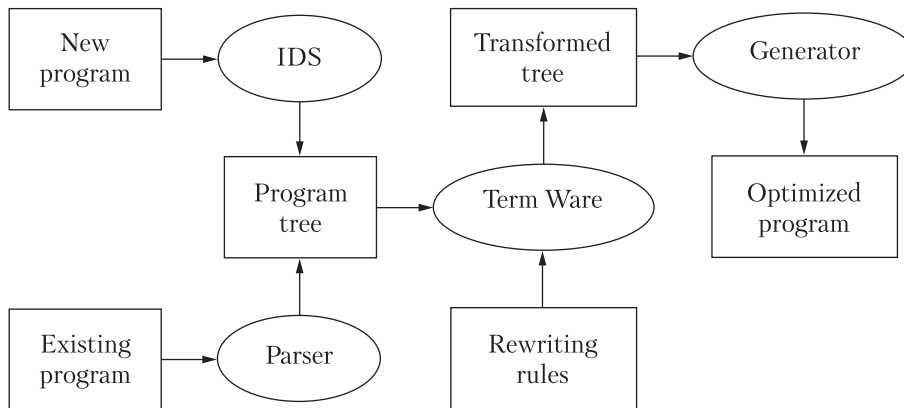 New
program
IDS
Transformed
tree
Generator
Program
tree
Term Ware
Optimized
program
Existing
program
Parser
Rewriting
rules